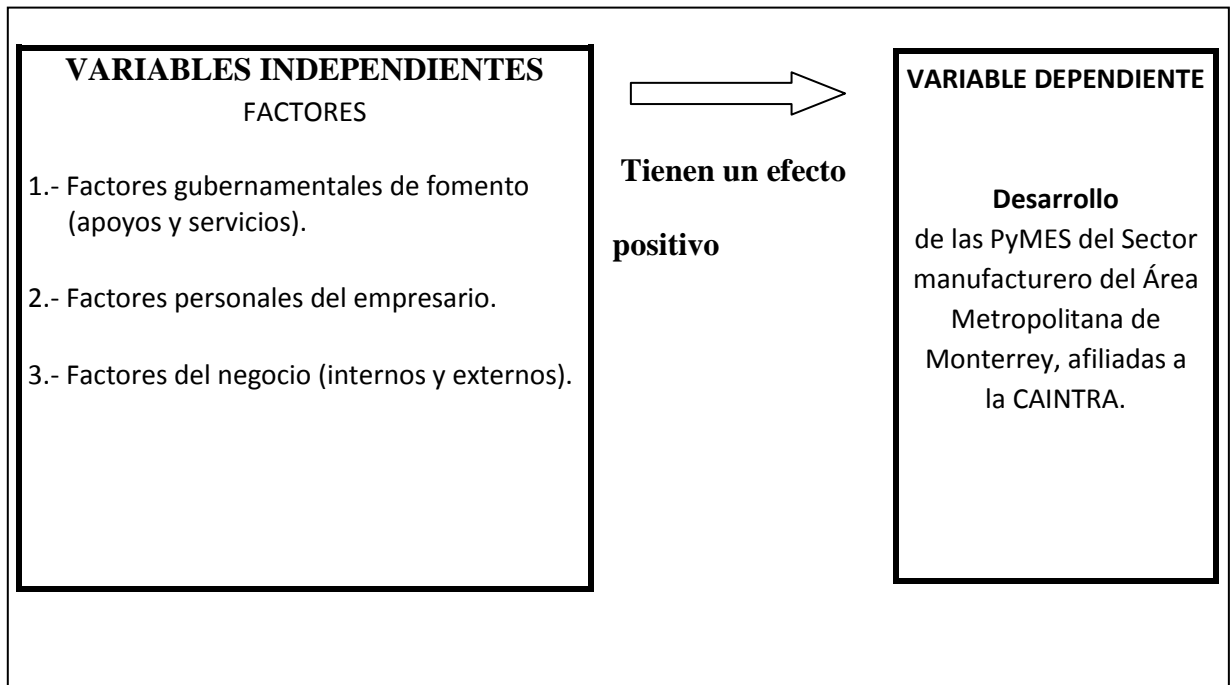 VARIABLES INDEPENDIENTES
FACTORES
1.- Factores gubernamentales de fomento
(apoyos y servicios).
2.- Factores personales del empresario.
3.- Factores del negocio (internos y externos).
Tienen un efecto
positivo
VARIABLE DEPENDIENTE
Desarrollo
de las PyMES del Sector
manufacturero del Área
Metropolitana de
Monterrey, afiliadas a
la CAINTRA.